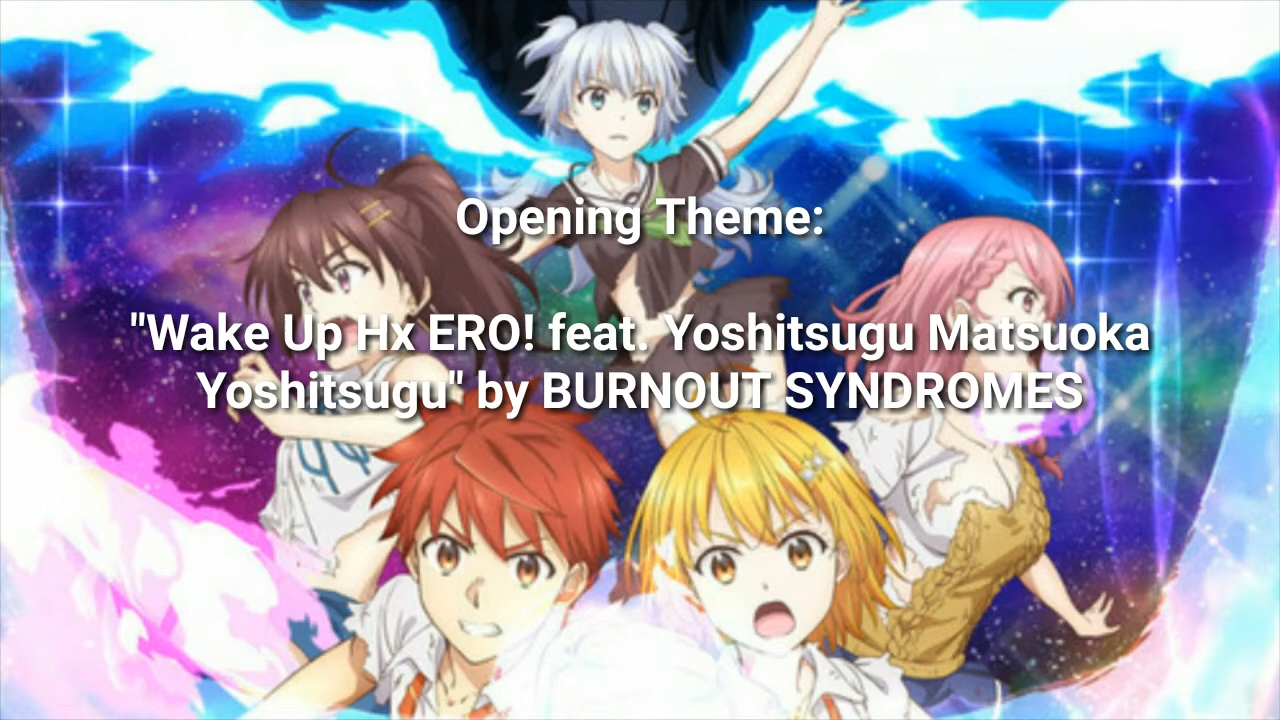 Opening Theme:
"Wake Up Hx ERO! feat. Yoshitsugu Matsuoka
Yoshitsugu" by BURNOUT SYNDROMES